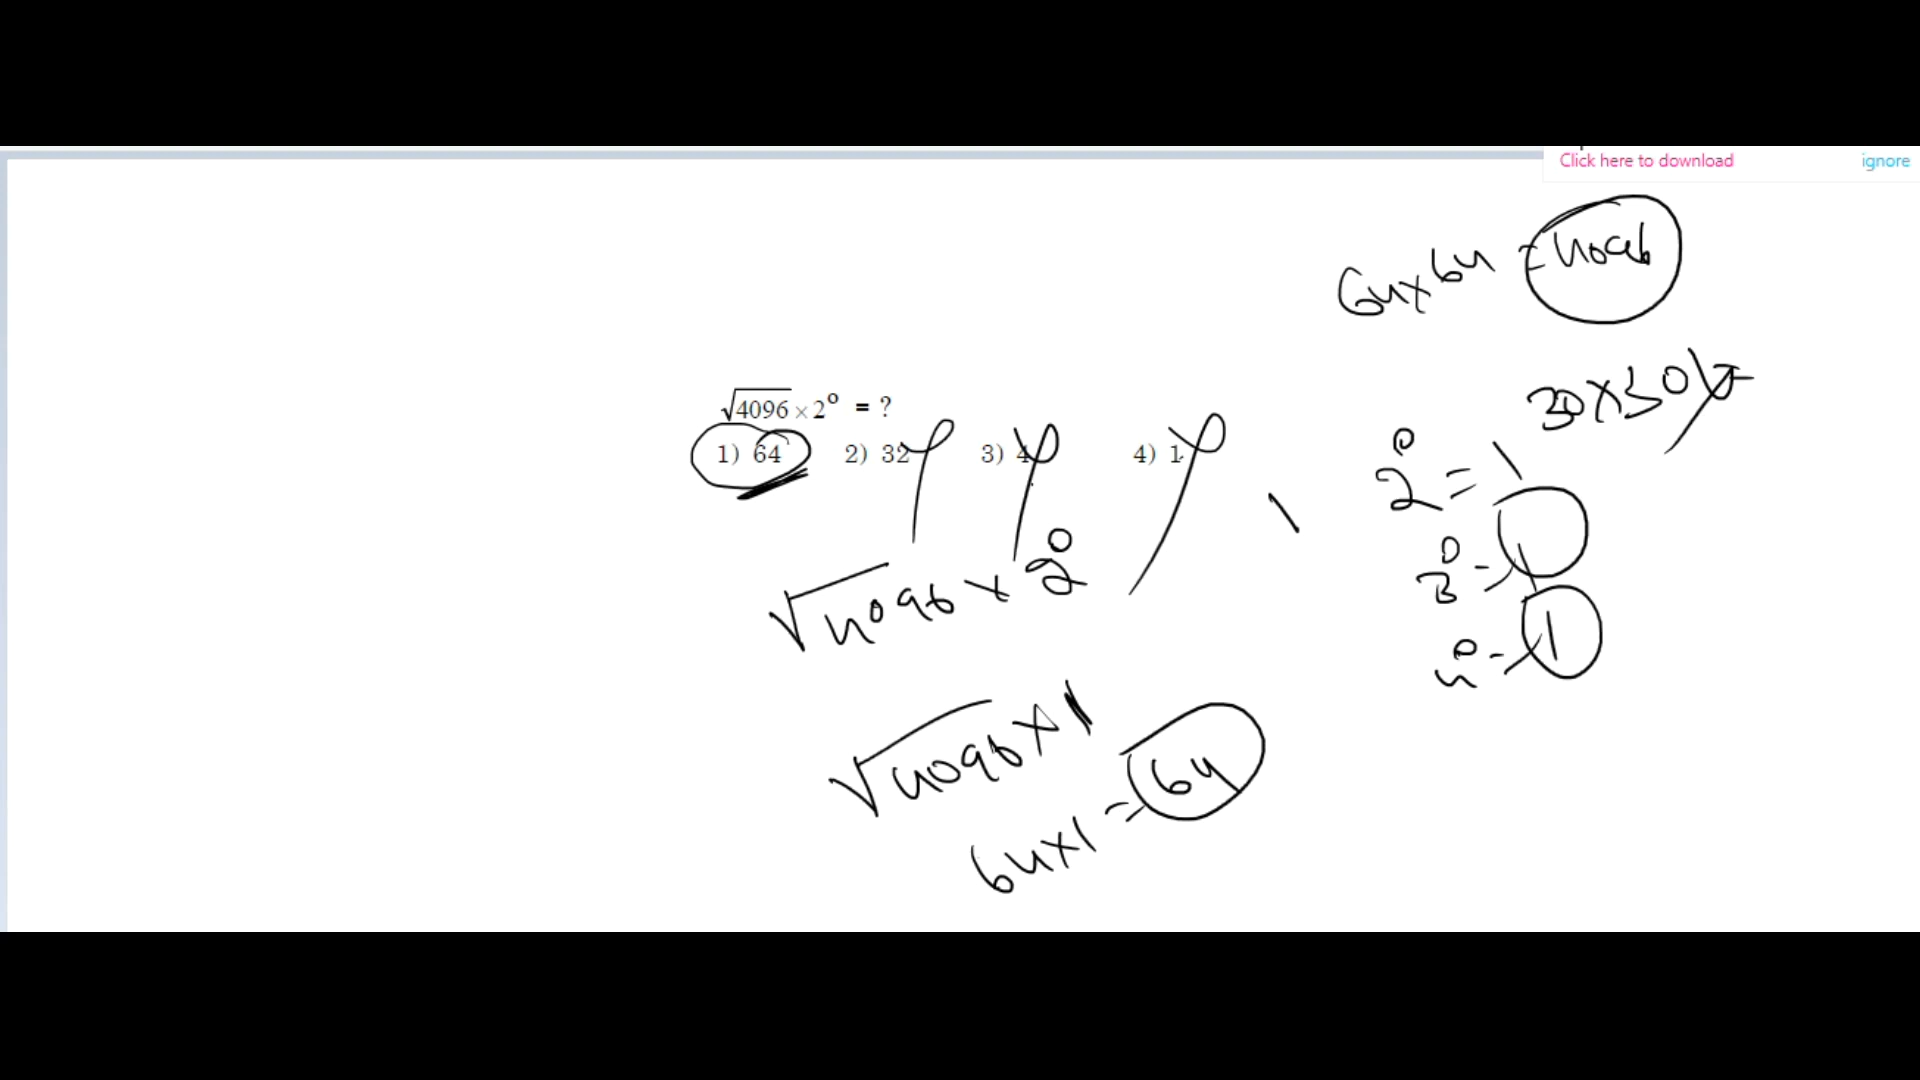 Click here to download ignore
64 x 64 = 4096
√4096 × 2⁰ = ?
1) 64 2) 32 3) 4 4) 1
30 x 30
2⁰ = 1
3⁰ = 1
4⁰ = 1
1
√4096 x 2⁰
√4096 x 1
64 x 1 = 64